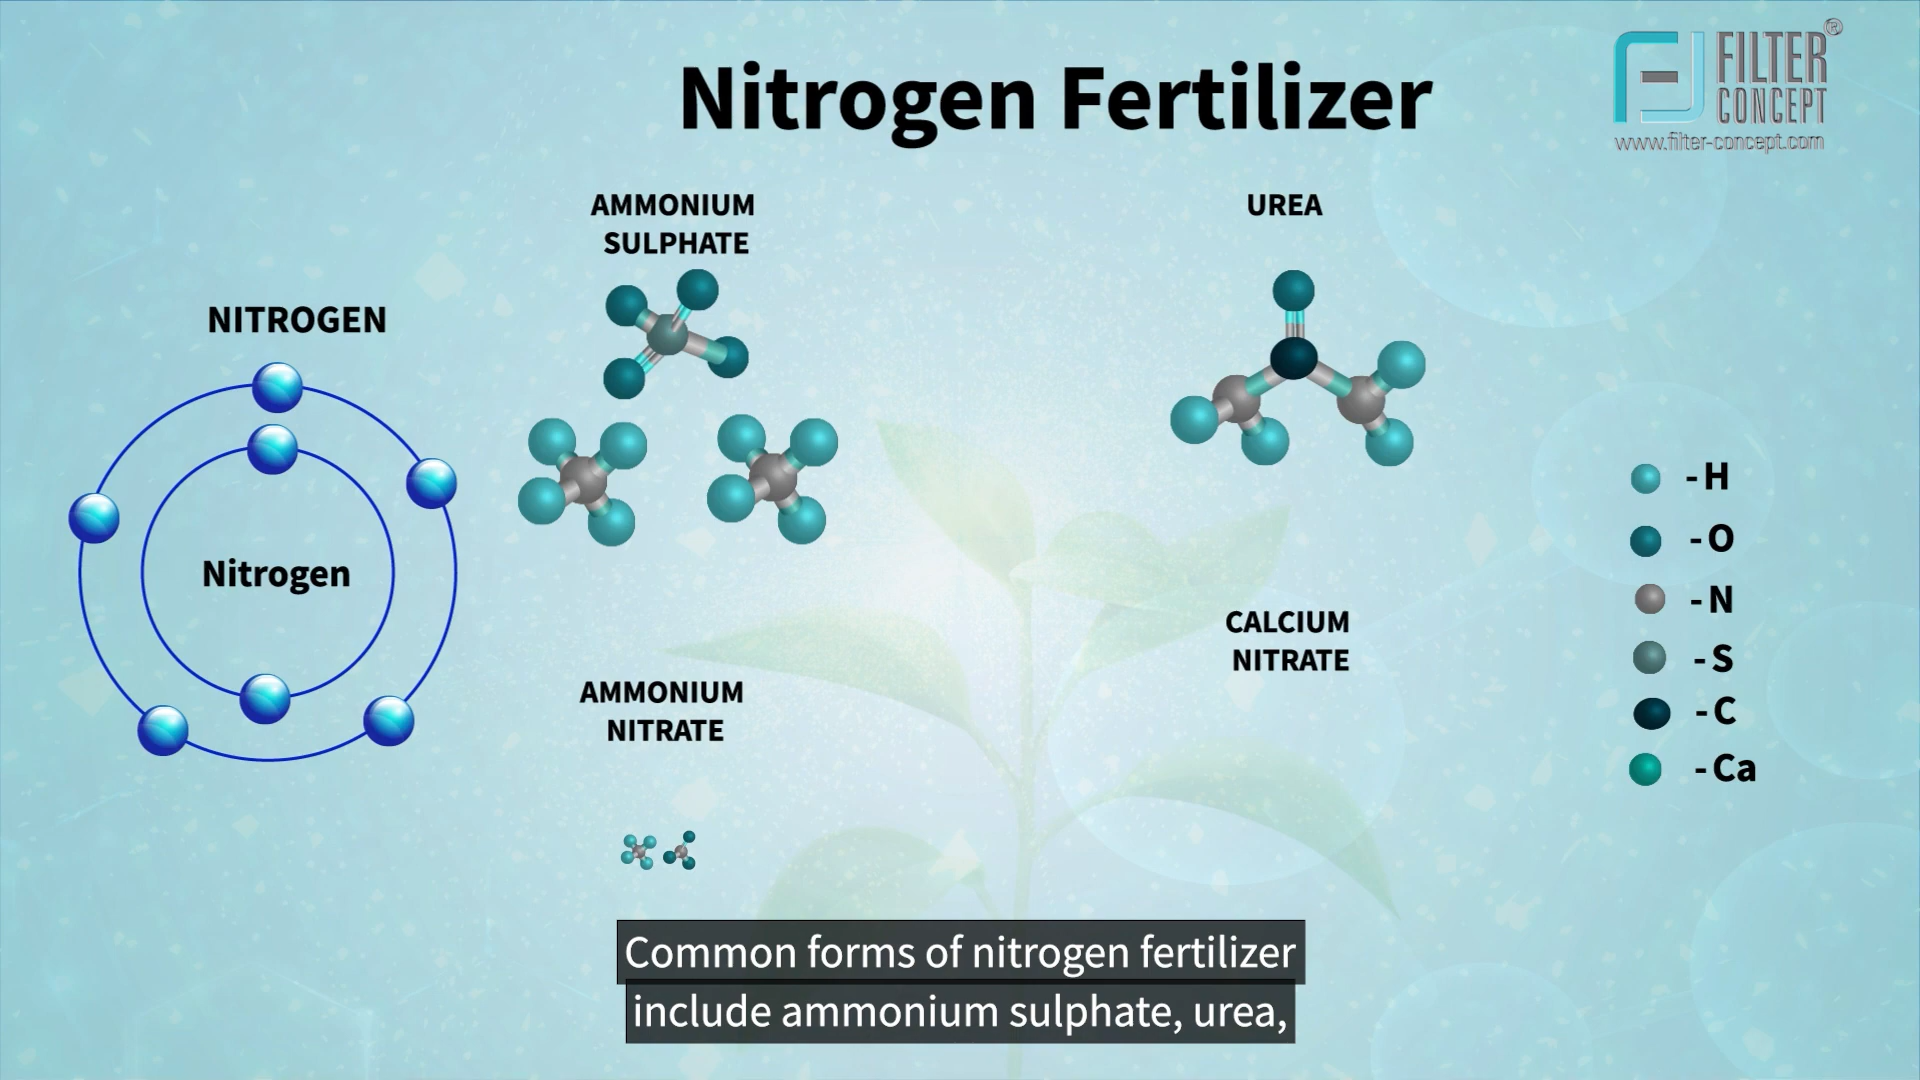 Nitrogen Fertilizer
FILTER
CONCEPT
®
www.filter-concept.com
AMMONIUM
SULPHATE
UREA
NITROGEN
Nitrogen
AMMONIUM
NITRATE
CALCIUM
NITRATE
-H
-O
-N
-S
-C
-Ca
Common forms of nitrogen fertilizer
include ammonium sulphate, urea,